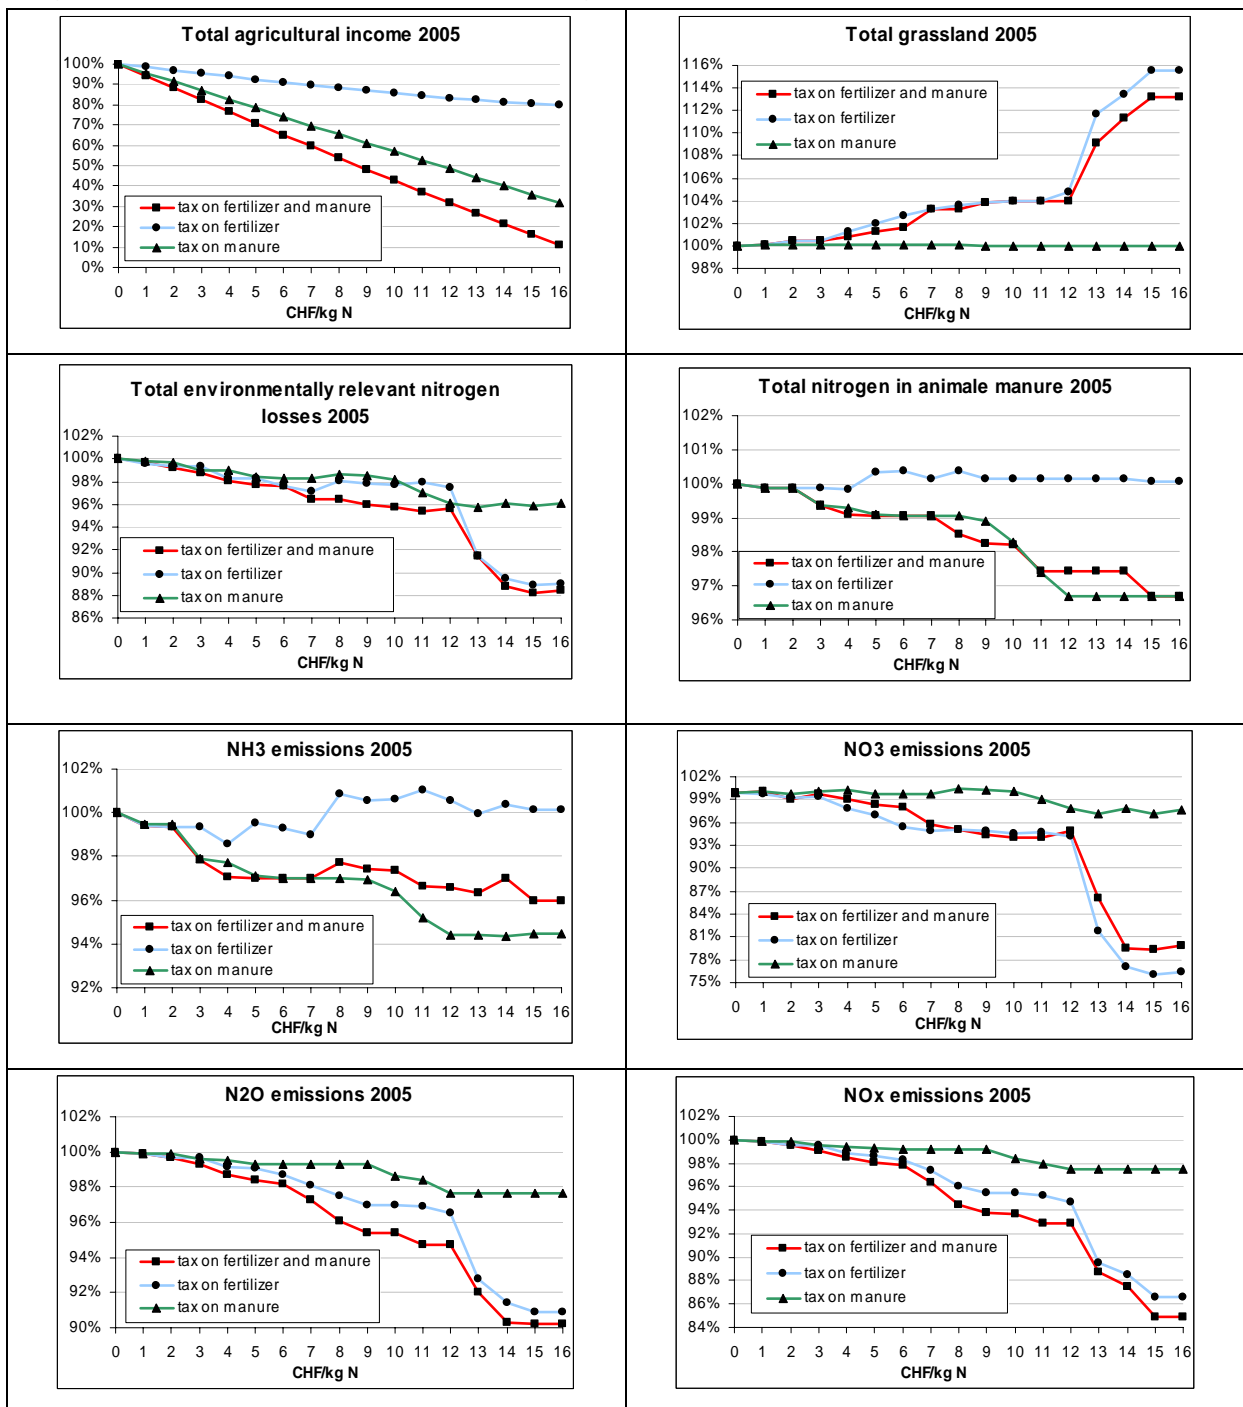 Total agricultural income 2005
100%
90%
80%
70%
60%
50%
40%
30%
20%
10%
0%
tax on fertilizer and manure
tax on fertilizer
tax on manure
0 1 2 3 4 5 6 7 8 9 10 11 12 13 14 15 16
CHF/kg N
Total grassland 2005
116%
114%
112%
110%
108%
106%
104%
102%
100%
98%
tax on fertilizer and manure
tax on fertilizer
tax on manure
0 1 2 3 4 5 6 7 8 9 10 11 12 13 14 15 16
CHF/kg N
Total environmentally relevant nitrogen
losses 2005
102%
100%
98%
96%
94%
92%
90%
88%
86%
tax on fertilizer and manure
tax on fertilizer
tax on manure
0 1 2 3 4 5 6 7 8 9 10 11 12 13 14 15 16
CHF/kg N
Total nitrogen in animale manure 2005
102%
101%
100%
99%
98%
97%
96%
tax on fertilizer and manure
tax on fertilizer
tax on manure
0 1 2 3 4 5 6 7 8 9 10 11 12 13 14 15 16
CHF/kg N
NH3 emissions 2005
102%
100%
98%
96%
94%
92%
tax on fertilizer and manure
tax on fertilizer
tax on manure
0 1 2 3 4 5 6 7 8 9 10 11 12 13 14 15 16
CHF/kg N
NO3 emissions 2005
102%
99%
96%
93%
90%
87%
84%
81%
78%
75%
tax on fertilizer and manure
tax on fertilizer
tax on manure
0 1 2 3 4 5 6 7 8 9 10 11 12 13 14 15 16
CHF/kg N
N2O emissions 2005
102%
100%
98%
96%
94%
92%
90%
tax on fertilizer and manure
tax on fertilizer
tax on manure
0 1 2 3 4 5 6 7 8 9 10 11 12 13 14 15 16
CHF/kg N
NOx emissions 2005
102%
100%
98%
96%
94%
92%
90%
88%
86%
84%
tax on fertilizer and manure
tax on fertilizer
tax on manure
0 1 2 3 4 5 6 7 8 9 10 11 12 13 14 15 16
CHF/kg N